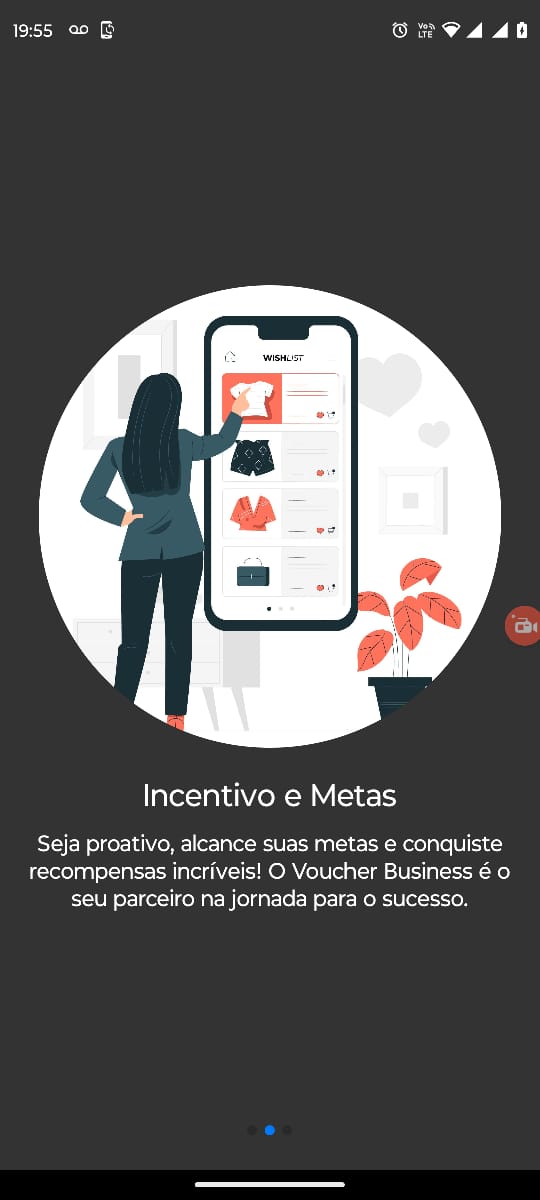 19:55
Vo LTE
WISHLIST
Incentivo e Metas
Seja proativo, alcance suas metas e conquiste
recompensas incríveis! O Voucher Business é o
seu parceiro na jornada para o sucesso.